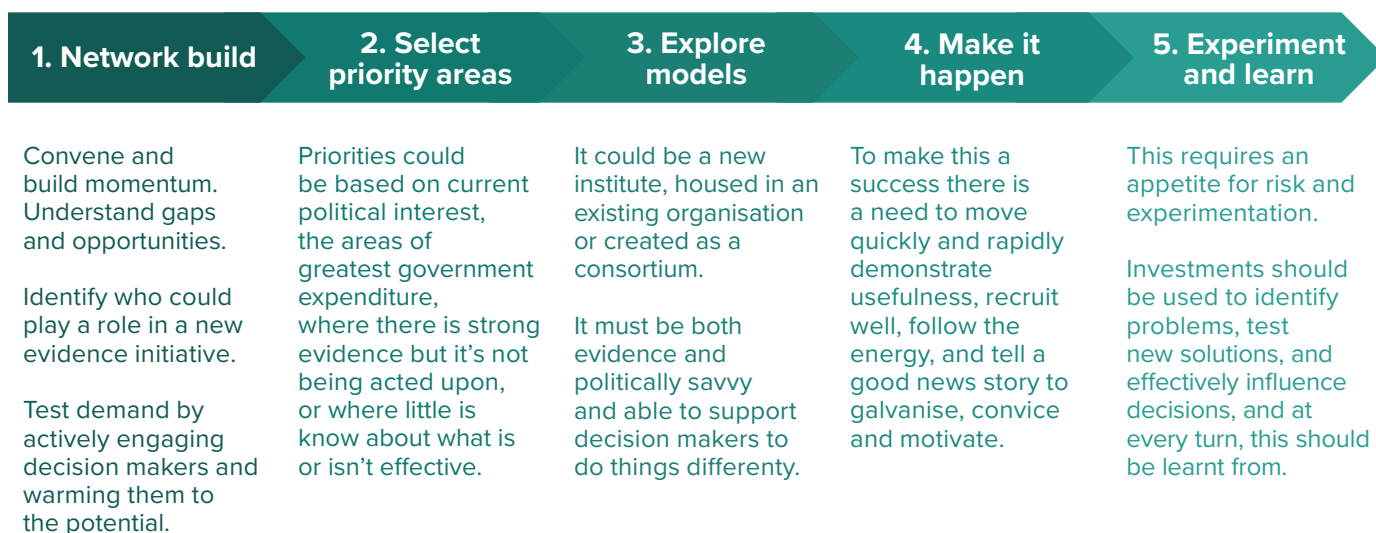 1. Network build
2. Select
priority areas
3. Explore
models
4. Make it
happen
5. Experiment
and learn
Convene and
build momentum.
Understand gaps
and opportunities.
Identify who could
play a role in a new
evidence initiative.
Test demand by
actively engaging
decision makers and
warming them to
the potential.
Priorities could
be based on current
political interest,
the areas of
greatest government
expenditure,
where there is strong
evidence but it’s not
being acted upon,
or where little is
know about what is
or isn’t effective.
It could be a new
institute, housed in an
existing organisation
or created as a
consortium.
It must be both
evidence and
politically savvy
and able to support
decision makers to
do things differenty.
To make this a
success there is
a need to move
quickly and rapidly
demonstrate
usefulness, recruit
well, follow the
energy, and tell a
good news story to
galvanise, convice
and motivate.
This requires an
appetite for risk and
experimentation.
Investments should
be used to identify
problems, test
new solutions, and
effectively influence
decisions, and at
every turn, this should
be learnt from.